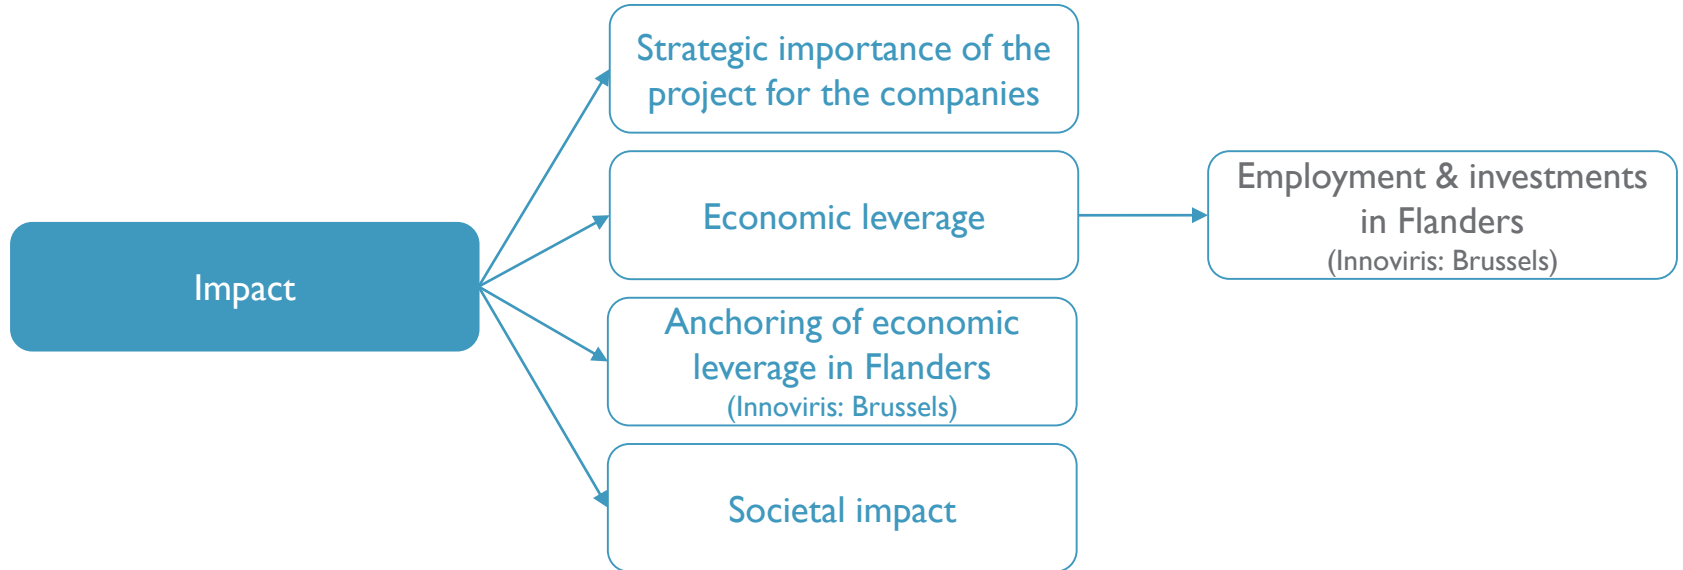 Strategic importance of the
project for the companies
Employment & investments
in Flanders
(Innoviris: Brussels)
Economic leverage
Impact
Anchoring of economic
leverage in Flanders
(Innoviris: Brussels)
Societal impact